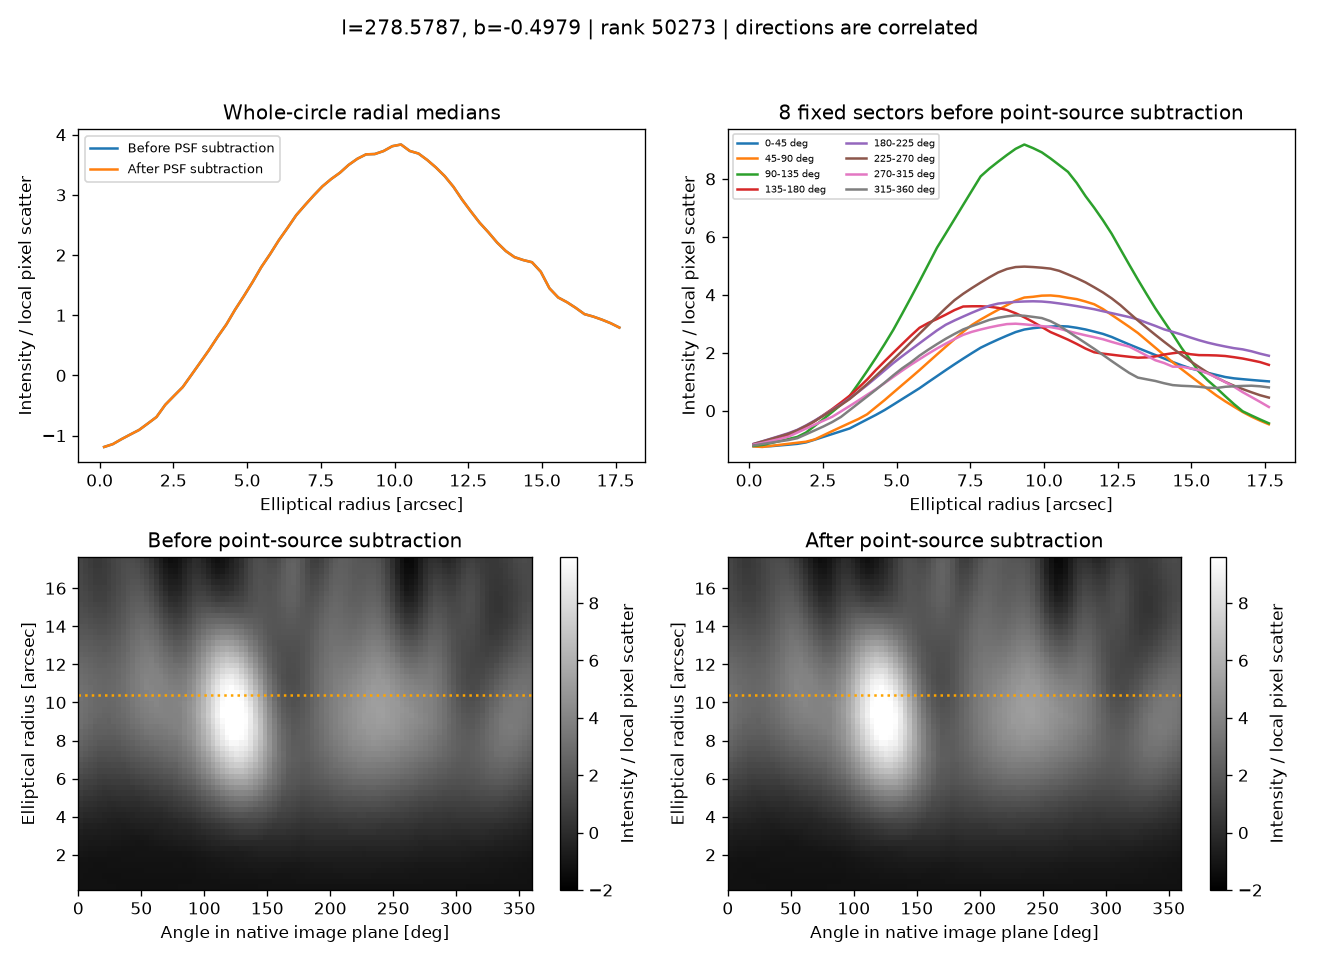 l=278.5787, b=-0.4979 | rank 50273 | directions are correlated
Whole-circle radial medians
Before PSF subtraction
After PSF subtraction
4
3
2
1
0
−1
Intensity / local pixel scatter
0.0 2.5 5.0 7.5 10.0 12.5 15.0 17.5
Elliptical radius [arcsec]
8 fixed sectors before point-source subtraction
0-45 deg
45-90 deg
90-135 deg
135-180 deg
180-225 deg
225-270 deg
270-315 deg
315-360 deg
8
6
4
2
0
Intensity / local pixel scatter
0.0 2.5 5.0 7.5 10.0 12.5 15.0 17.5
Elliptical radius [arcsec]
Before point-source subtraction
16
14
12
10
8
6
4
2
Elliptical radius [arcsec]
0 50 100 150 200 250 300 350
Angle in native image plane [deg]
8
6
4
2
0
−2
Intensity / local pixel scatter
After point-source subtraction
16
14
12
10
8
6
4
2
Elliptical radius [arcsec]
0 50 100 150 200 250 300 350
Angle in native image plane [deg]
8
6
4
2
0
−2
Intensity / local pixel scatter